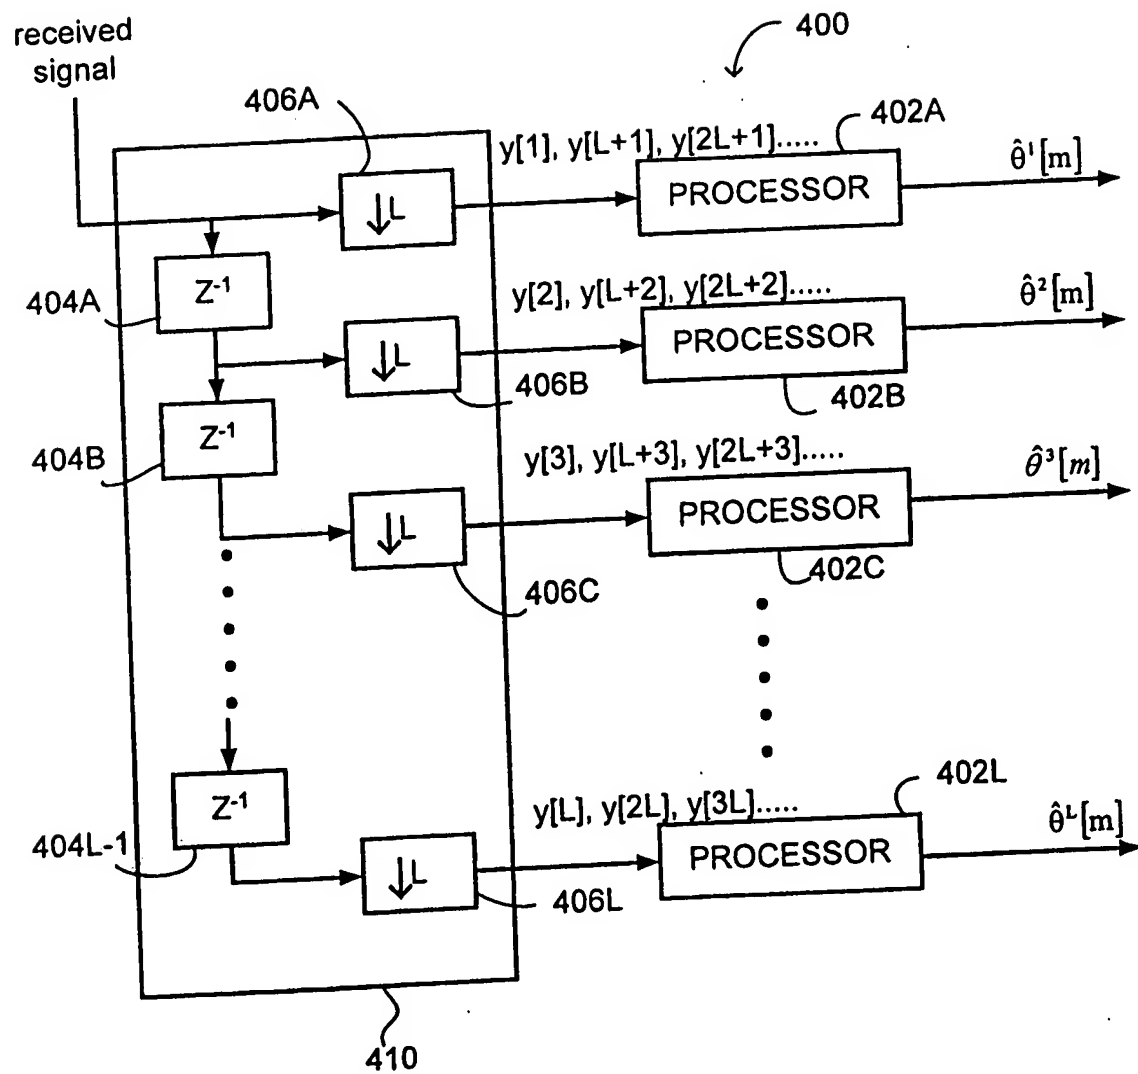 received
signal
400
406A
402A
y[1], y[L+1], y[2L+1].....
↓L
PROCESSOR
θ̂¹[m]
404A
Z⁻¹
y[2], y[L+2], y[2L+2].....
↓L
PROCESSOR
θ̂²[m]
406B
402B
404B
Z⁻¹
y[3], y[L+3], y[2L+3].....
↓L
PROCESSOR
θ̂³[m]
406C
402C
404L-1
Z⁻¹
y[L], y[2L], y[3L].....
402L
↓L
PROCESSOR
θ̂ᴸ[m]
406L
410